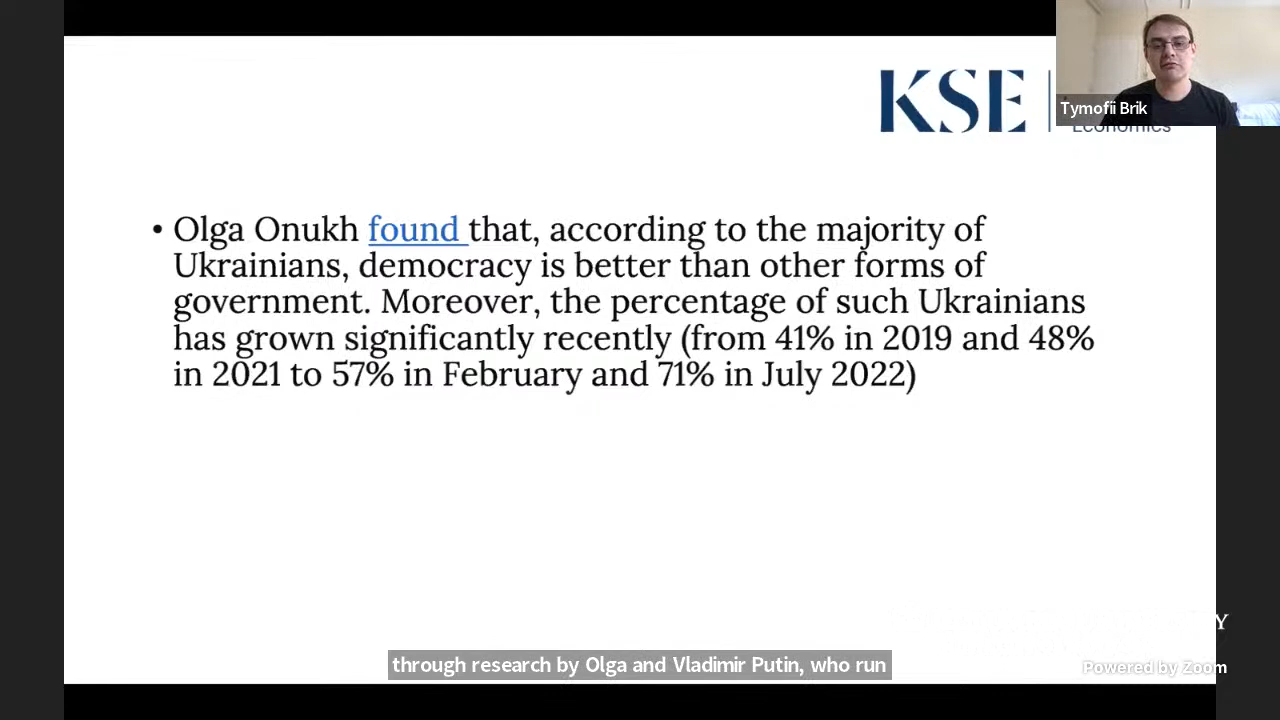 KSE
Tymofii Brik
Economics
• Olga Onukh found that, according to the majority of
Ukrainians, democracy is better than other forms of
government. Moreover, the percentage of such Ukrainians
has grown significantly recently (from 41% in 2019 and 48%
in 2021 to 57% in February and 71% in July 2022)
Y
through research by Olga and Vladimir Putin, who run
Powered by Zoom